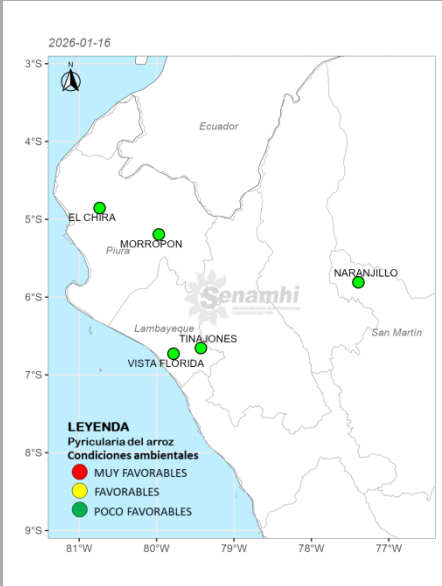 2026-01-16
3°S
N
Ecuador
4°S
5°S
EL CHIRA
MORROPON
Piura
NARANJILLO
6°S
Senamhi
Lambayeque
San Martín
TINAJONES
VISTA FLORIDA
7°S
LEYENDA
Pyricularia del arroz
Condiciones ambientales
MUY FAVORABLES
FAVORABLES
POCO FAVORABLES
8°S
9°S
81°W 80°W 79°W 78°W 77°W